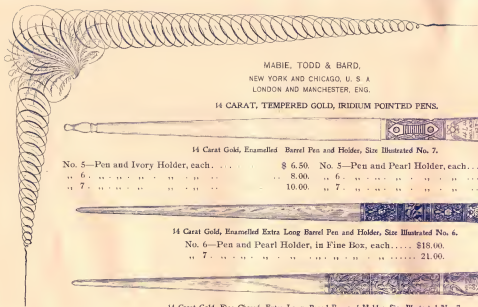 MABIE, TODD & BARD,
NEW YORK AND CHICAGO, U. S A
LONDON AND MANCHESTER, ENG.
14 CARAT, TEMPERED GOLD, IRIDIUM POINTED PENS.
14 Carat Gold, Enamelled Barrel Pen and Holder, Size Illustrated No. 7.
No. 5—Pen and Ivory Holder, each. . . . $ 6.50. No. 5—Pen and Pearl Holder, each...
„ 6 . „ . „ . „ „ . „ .. 8.00. „ 6 . „ . „ . „ „
„ 7 . „ . „ . „ „ . „ 10.00. „ 7 . „ . „ . „ „
14 Carat Gold, Enamelled Extra Long Barrel Pen and Holder, Size Illustrated No. 6.
No. 6—Pen and Pearl Holder, in Fine Box, each..... $18.00.
„ 7 . „ . „ . „ . „ „ . „ . „ „ ...... 21.00.